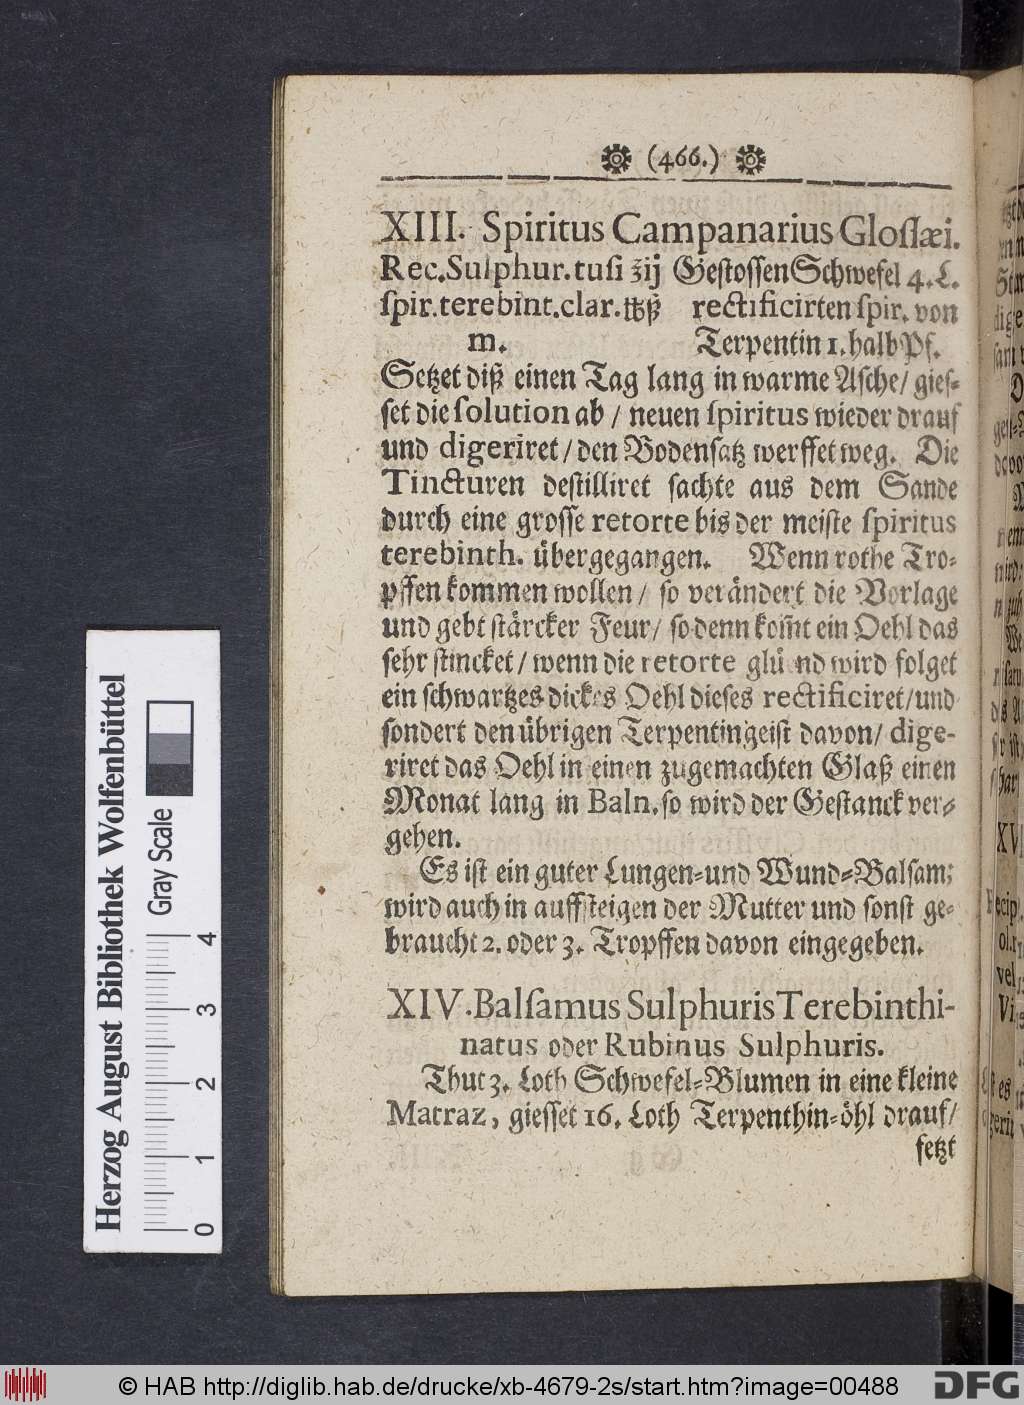 (466.)
XIII. Spiritus Campanarius Gloſſæi.
Rec. Sulphur. tuſi ℥ij Geſtoſſen Schwefel 4. L.
ſpir. terebint. clar. ℔ß rectificirten ſpir. von
m. Terpentin 1. halb Pf.
Setzet diß einen Tag lang in warme Aſche/ gieſ-
ſet die ſolution ab / neuen ſpiritus wieder drauf
und digeriret / den Bodenſatz werffet weg. Die
Tincturen deſtilliret ſachte aus dem Sande
durch eine groſſe retorte bis der meiſte ſpiritus
terebinth. übergegangen. Wenn rothe Tro-
pffen kommen wollen / ſo verändert die Vorlage
und gebt ſtärcker Feur/ ſo denn kom̃t ein Oehl das
ſehr ſtincket / wenn die retorte glüend wird folget
ein ſchwartzes dickes Oehl dieſes rectificiret/und
ſondert den übrigen Terpentingeiſt davon/ dige-
riret das Oehl in einen zugemachten Glaß einen
Monat lang in Baln. ſo wird der Geſtanck ver-
gehen.
Es iſt ein guter Lungen-und Wund-Balſam;
wird auch in auffſteigen der Mutter und ſonſt ge-
braucht 2. oder 3. Tropffen davon eingegeben.
XIV. Balſamus Sulphuris Terebinthi-
natus oder Rubinus Sulphuris.
Thut 3. Loth Schwefel-Blumen in eine kleine
Matraz, gieſſet 16. Loth Terpenthin-öhl drauf/
ſetzt
Herzog August Bibliothek Wolfenbüttel
Gray Scale
0 1 2 3 4
© HAB http://diglib.hab.de/drucke/xb-4679-2s/start.htm?image=00488
DFG